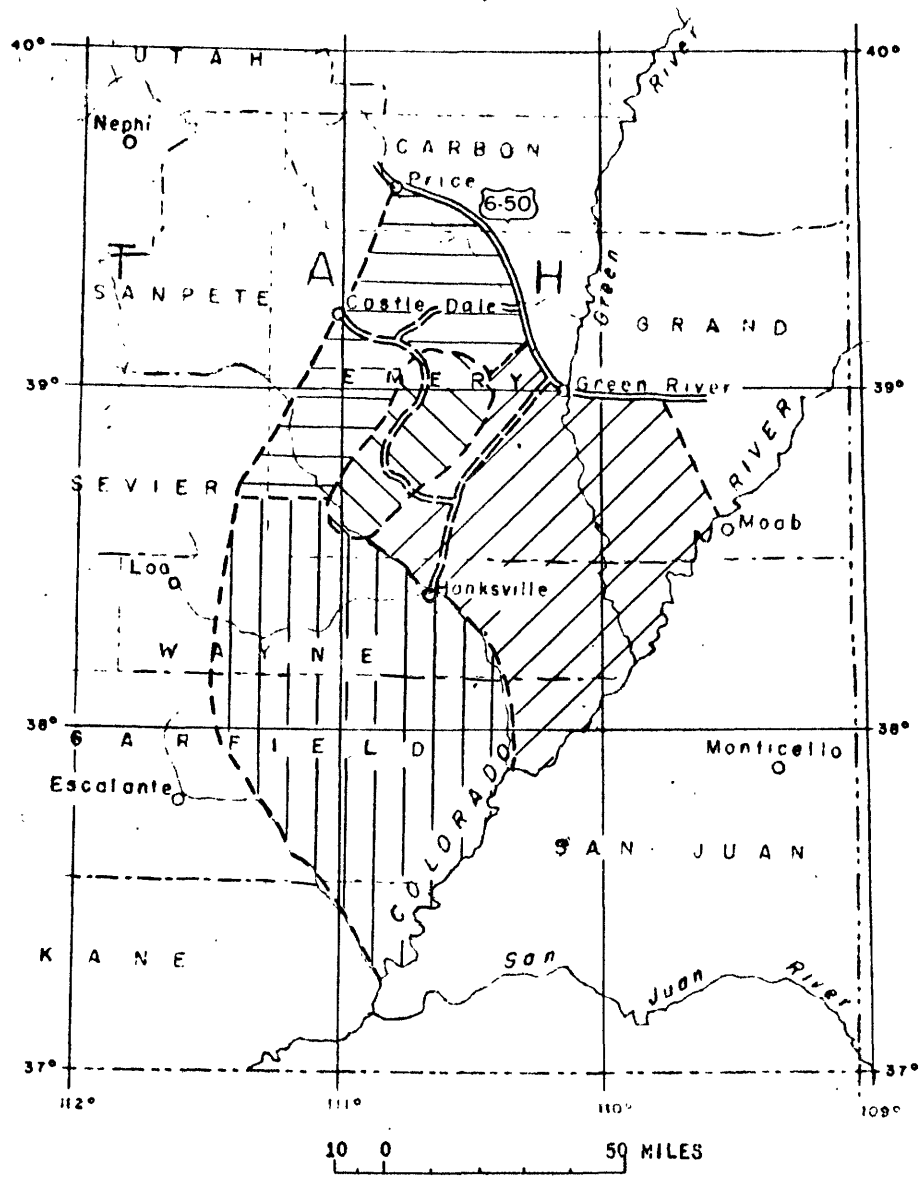 40° 40°
UTAH
River
Nephi
CARBON
Price
6-50
T A H
SANPETE
Castle Dale
Green
GRAND
EMERY
39° Green River 39°
RIVER
SEVIER
Moab
Loa
Hanksville
WAYNE
38° 38°
GARFIELD
Monticello
Escalante
COLORADO
SAN JUAN
KANE
San
Juan
River
37° 37°
112° 111° 110° 109°
10 0 50 MILES